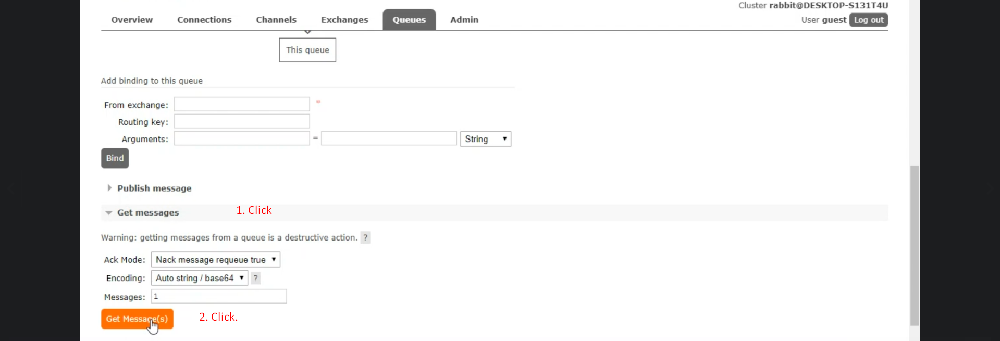 Cluster rabbit@DESKTOP-S131T4U
Overview Connections Channels Exchanges Queues Admin User guest Log out
This queue
Add binding to this queue
From exchange: *
Routing key:
Arguments: = String
Bind
Publish message
Get messages 1. Click
Warning: getting messages from a queue is a destructive action. ?
Ack Mode: Nack message requeue true
Encoding: Auto string / base64 ?
Messages: 1
Get Message(s) 2. Click.